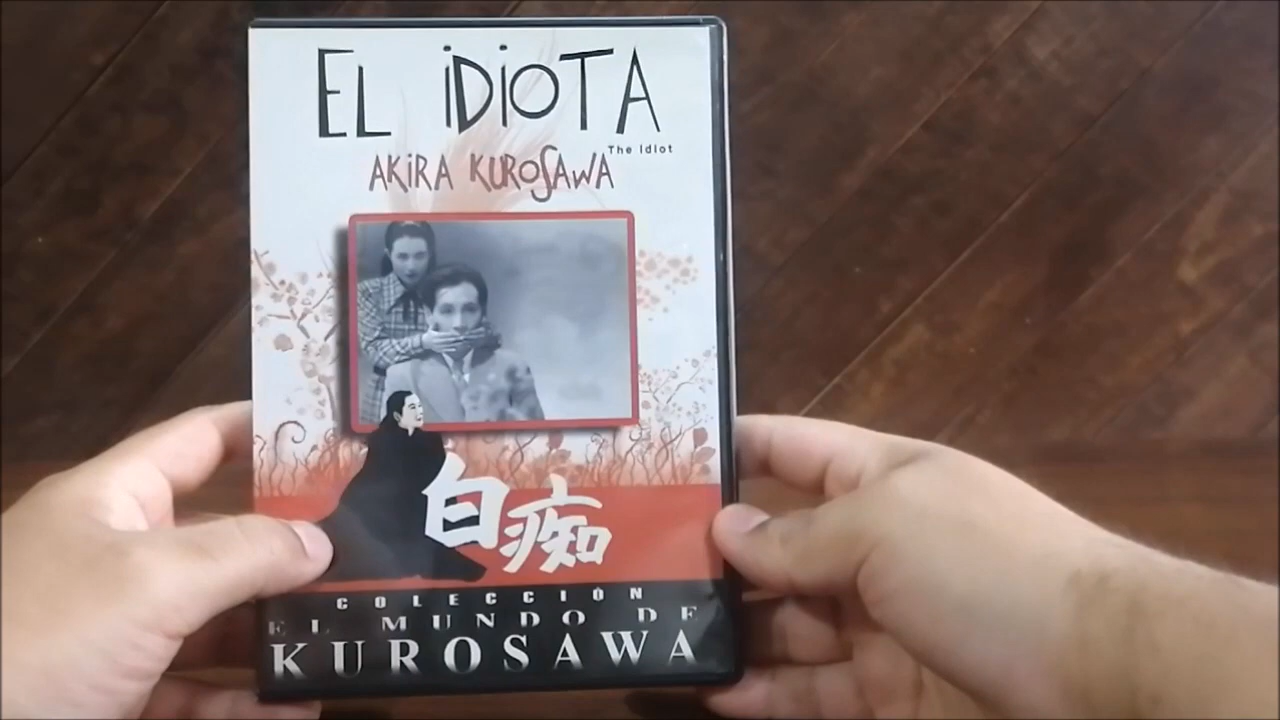 EL iDiOTA
The Idiot
AKiRA KUROSAWA
白痴
COLECCIÓN
EL MUNDO DE
KUROSAWA